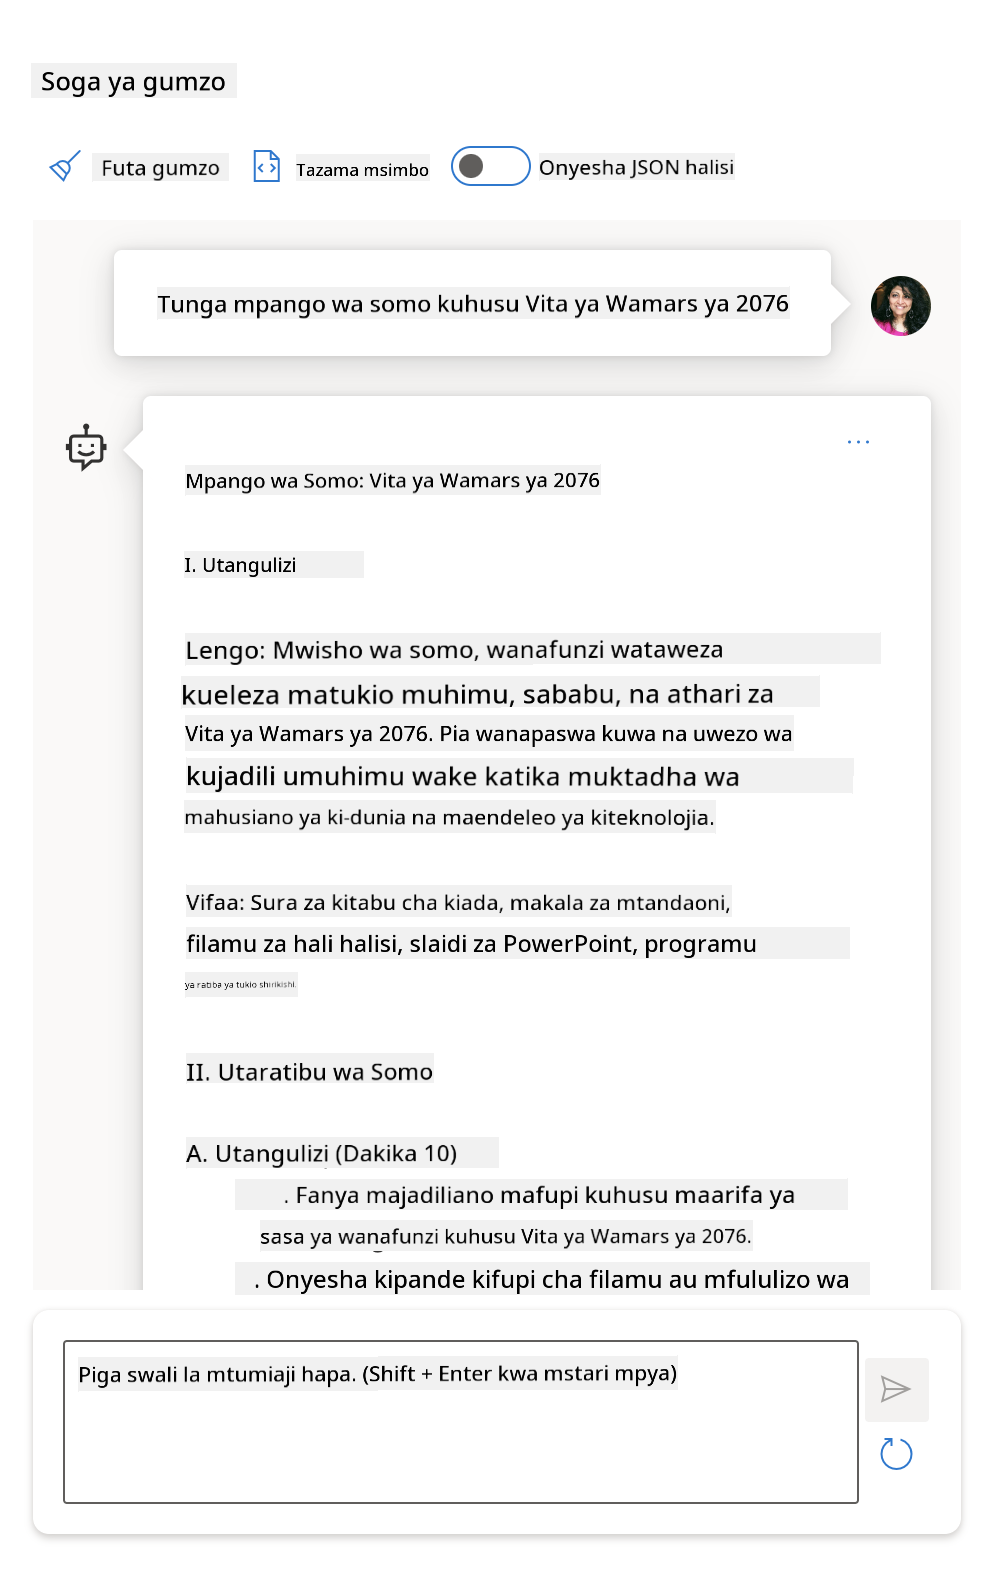 Soga ya gumzo
Futa gumzo
Tazama msimbo
Onyesha JSON halisi
Tunga mpango wa somo kuhusu Vita ya Wamars ya 2076
Mpango wa Somo: Vita ya Wamars ya 2076
I. Utangulizi
Lengo: Mwisho wa somo, wanafunzi wataweza
kueleza matukio muhimu, sababu, na athari za
Vita ya Wamars ya 2076. Pia wanapaswa kuwa na uwezo wa
kujadili umuhimu wake katika muktadha wa
mahusiano ya ki-dunia na maendeleo ya kiteknolojia.
Vifaa: Sura za kitabu cha kiada, makala za mtandaoni,
filamu za hali halisi, slaidi za PowerPoint, programu
ya ratiba ya tukio shirikishi.
II. Utaratibu wa Somo
A. Utangulizi (Dakika 10)
. Fanya majadiliano mafupi kuhusu maarifa ya
sasa ya wanafunzi kuhusu Vita ya Wamars ya 2076.
. Onyesha kipande kifupi cha filamu au mfululizo wa
Piga swali la mtumiaji hapa. (Shift + Enter kwa mstari mpya)